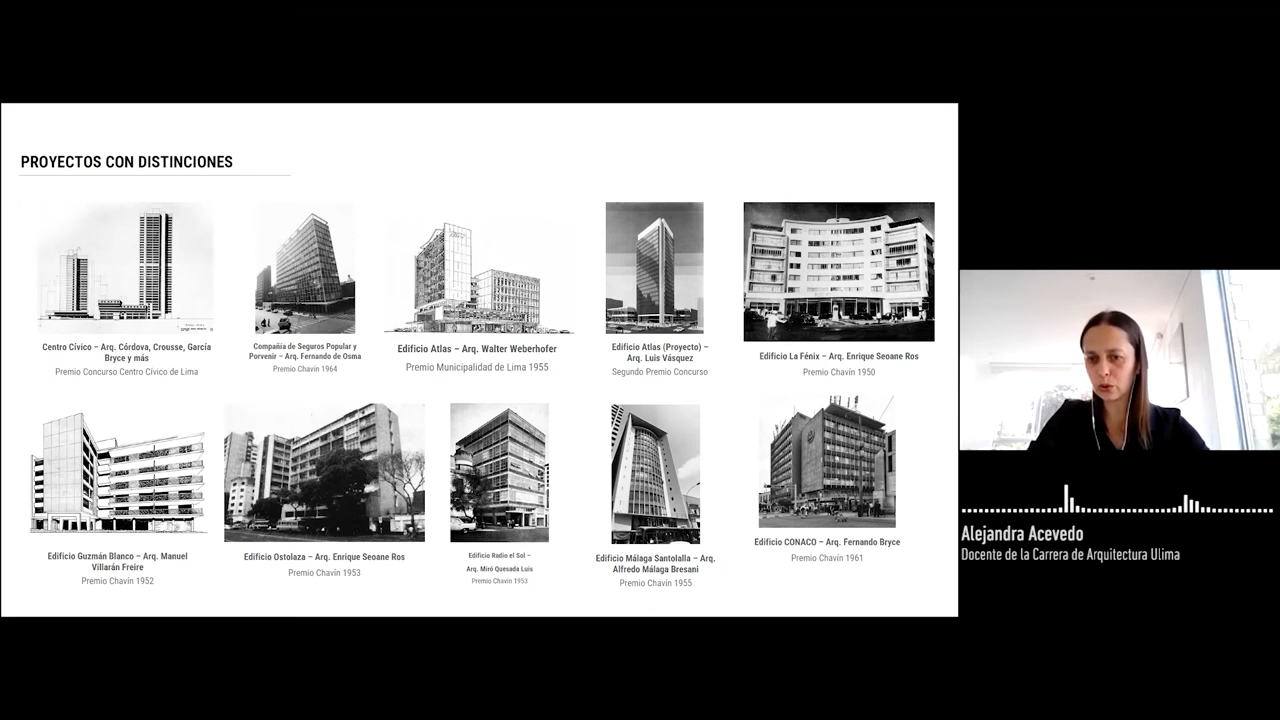 PROYECTOS CON DISTINCIONES
Centro Cívico – Arq. Córdova, Crousse, García
Bryce y más
Premio Concurso Centro Cívico de Lima
Compañía de Seguros Popular y
Porvenir – Arq. Fernando de Osma
Premio Chavín 1964
Edificio Atlas – Arq. Walter Weberhofer
Premio Municipalidad de Lima 1955
Edificio Atlas (Proyecto) –
Arq. Luis Vásquez
Segundo Premio Concurso
Edificio La Fénix – Arq. Enrique Seoane Ros
Premio Chavín 1950
Edificio Guzmán Blanco – Arq. Manuel
Villarán Freire
Premio Chavín 1952
Edificio Ostolaza – Arq. Enrique Seoane Ros
Premio Chavín 1953
Edificio Radio el Sol –
Arq. Miró Quesada Luis
Premio Chavín 1953
Edificio Málaga Santolalla – Arq.
Alfredo Málaga Bresani
Premio Chavín 1955
Edificio CONACO – Arq. Fernando Bryce
Premio Chavín 1961
Alejandra Acevedo
Docente de la Carrera de Arquitectura Ulima